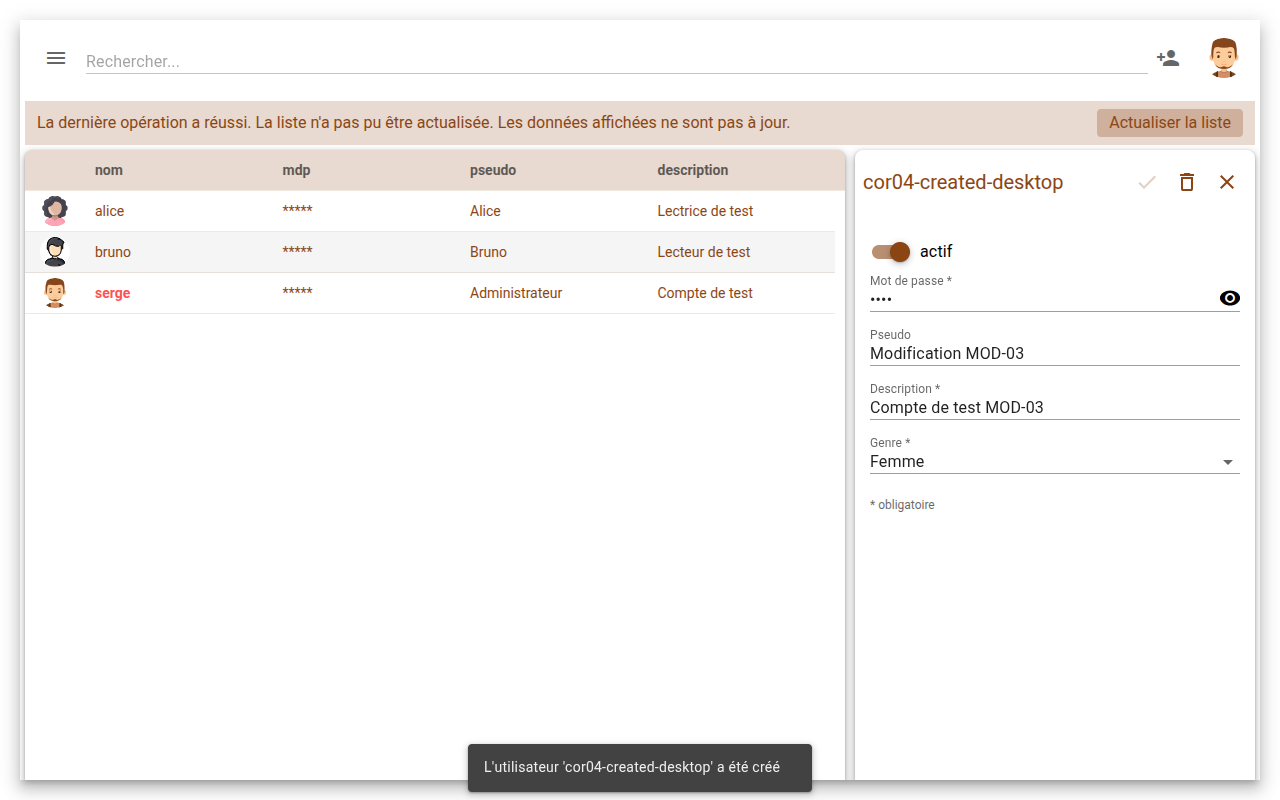 Rechercher...
La dernière opération a réussi. La liste n'a pas pu être actualisée. Les données affichées ne sont pas à jour.
Actualiser la liste
nom mdp pseudo description
alice ***** Alice Lectrice de test
bruno ***** Bruno Lecteur de test
serge ***** Administrateur Compte de test
cor04-created-desktop
actif
Mot de passe *
••••
Pseudo
Modification MOD-03
Description *
Compte de test MOD-03
Genre *
Femme
* obligatoire
L'utilisateur 'cor04-created-desktop' a été créé